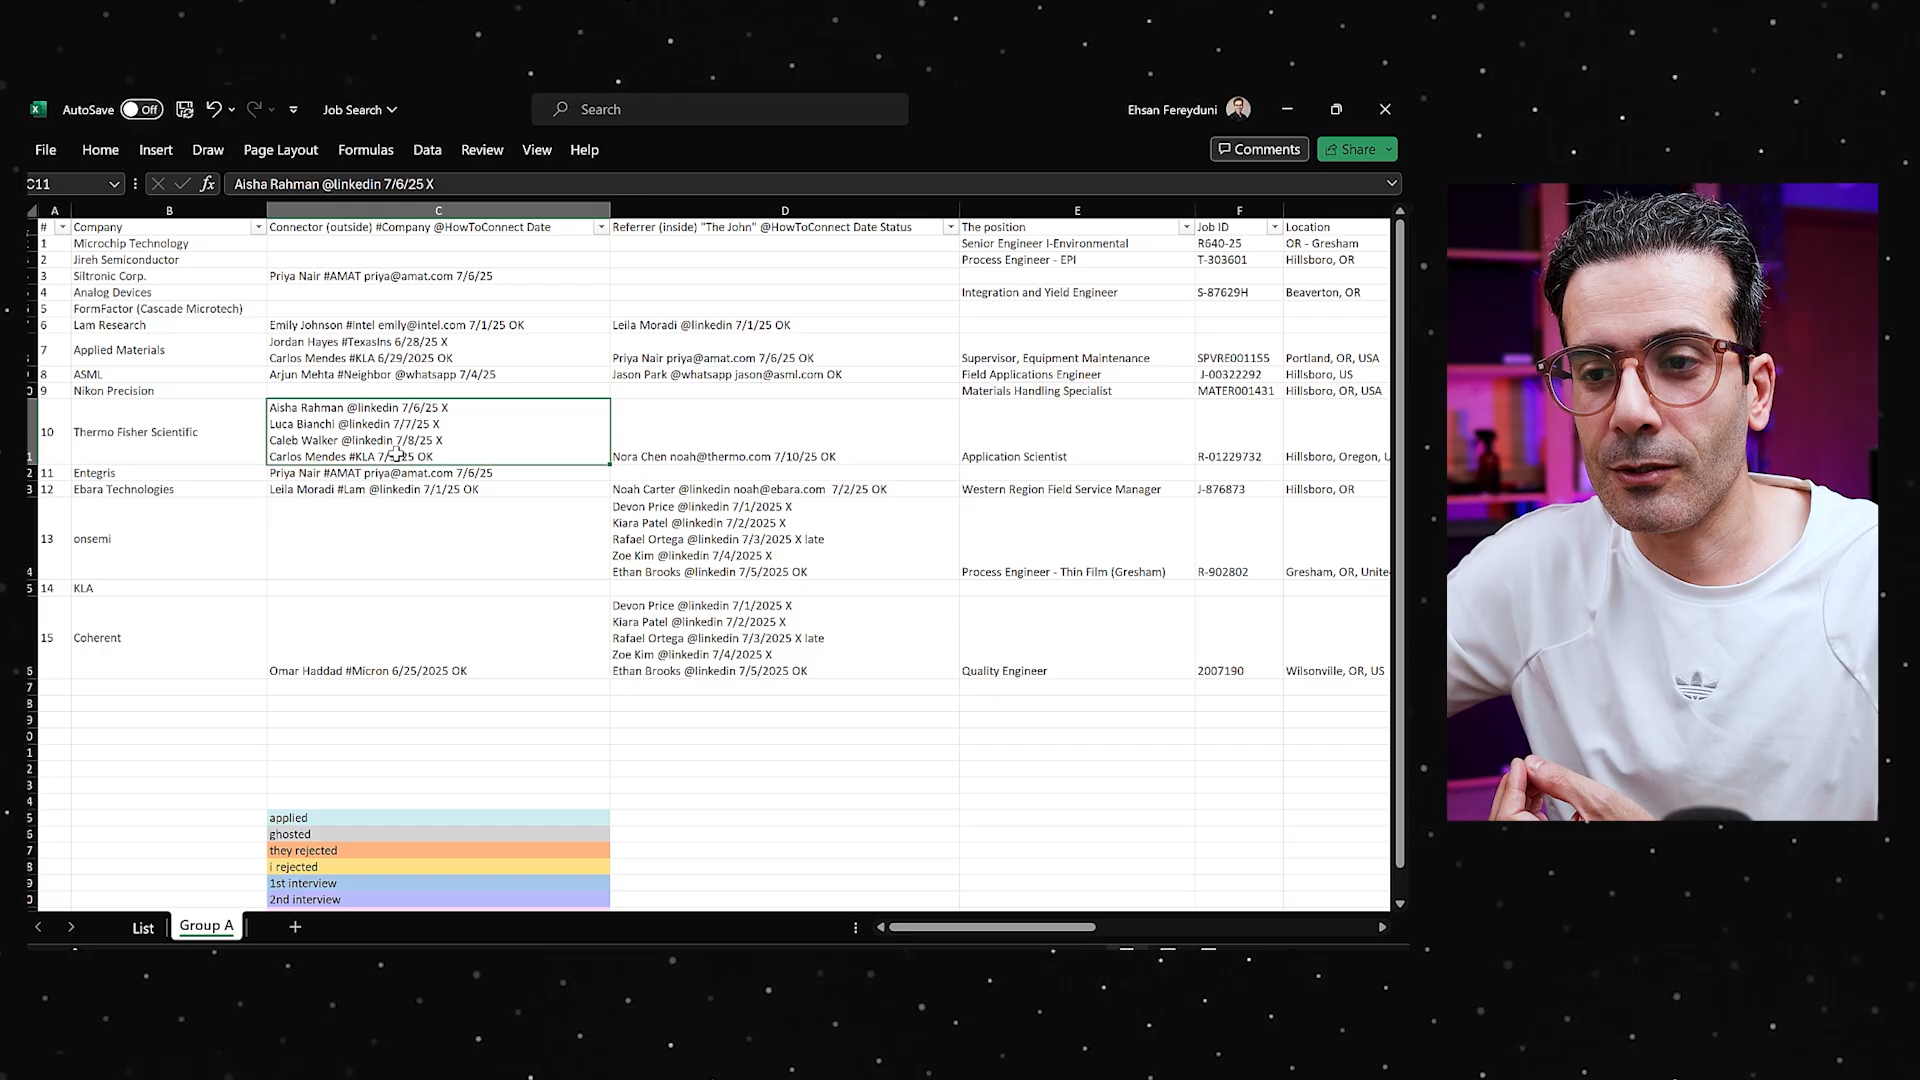 AutoSave Off Job Search Search Ehsan Fereyduni
File Home Insert Draw Page Layout Formulas Data Review View Help Comments Share
C11 fx Aisha Rahman @linkedin 7/6/25 X
A B C D E F
# Company Connector (outside) #Company @HowToConnect Date Referrer (inside) "The John" @HowToConnect Date Status The position Job ID Location
1 Microchip Technology Senior Engineer I-Environmental R640-25 OR - Gresham
2 Jireh Semiconductor Process Engineer - EPI T-303601 Hillsboro, OR
3 Siltronic Corp. Priya Nair #AMAT priya@amat.com 7/6/25
4 Analog Devices Integration and Yield Engineer S-87629H Beaverton, OR
5 FormFactor (Cascade Microtech)
6 Lam Research Emily Johnson #Intel emily@intel.com 7/1/25 OK Leila Moradi @linkedin 7/1/25 OK
Jordan Hayes #TexasIns 6/28/25 X
7 Applied Materials
Carlos Mendes #KLA 6/29/2025 OK Priya Nair priya@amat.com 7/6/25 OK Supervisor, Equipment Maintenance SPVRE001155 Portland, OR, USA
8 ASML Arjun Mehta #Neighbor @whatsapp 7/4/25 Jason Park @whatsapp jason@asml.com OK Field Applications Engineer J-00322292 Hillsboro, US
9 Nikon Precision Materials Handling Specialist MATER001431 Hillsboro, OR, USA
Aisha Rahman @linkedin 7/6/25 X
Luca Bianchi @linkedin 7/7/25 X
10 Thermo Fisher Scientific
Caleb Walker @linkedin 7/8/25 X
Carlos Mendes #KLA OK Nora Chen noah@thermo.com 7/10/25 OK Application Scientist R-01229732 Hillsboro, Oregon, U
11 Entegris Priya Nair #AMAT priya@amat.com 7/6/25
12 Ebara Technologies Leila Moradi #Lam @linkedin 7/1/25 OK Noah Carter @linkedin noah@ebara.com 7/2/25 OK Western Region Field Service Manager J-876873 Hillsboro, OR
Devon Price @linkedin 7/1/2025 X
Kiara Patel @linkedin 7/2/2025 X
13 onsemi Rafael Ortega @linkedin 7/3/2025 X late
Zoe Kim @linkedin 7/4/2025 X
Ethan Brooks @linkedin 7/5/2025 OK Process Engineer - Thin Film (Gresham) R-902802 Gresham, OR, Unite
14 KLA
Devon Price @linkedin 7/1/2025 X
Kiara Patel @linkedin 7/2/2025 X
15 Coherent Rafael Ortega @linkedin 7/3/2025 X late
Zoe Kim @linkedin 7/4/2025 X
Omar Haddad #Micron 6/25/2025 OK Ethan Brooks @linkedin 7/5/2025 OK Quality Engineer 2007190 Wilsonville, OR, US
applied
ghosted
they rejected
i rejected
1st interview
2nd interview
List Group A